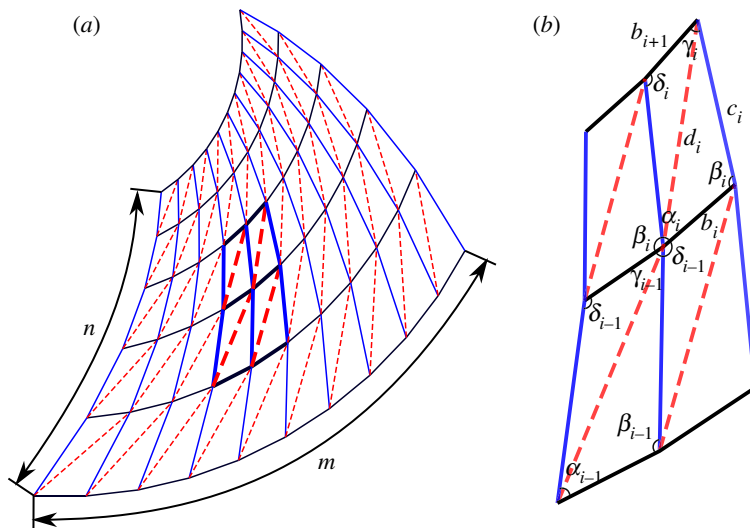 (a)
n
m
(b)
b_{i+1}
γ_i
δ_i
c_i
d_i
β_i
α_i
b_i
β_i
δ_{i–1}
γ_{i–1}
δ_{i–1}
β_{i–1}
α_{i–1}